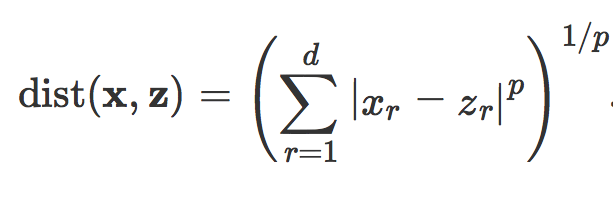 dist(𝐱, 𝐳) = (∑_{r=1}^{d} |x_r − z_r|^p)^{1/p}.